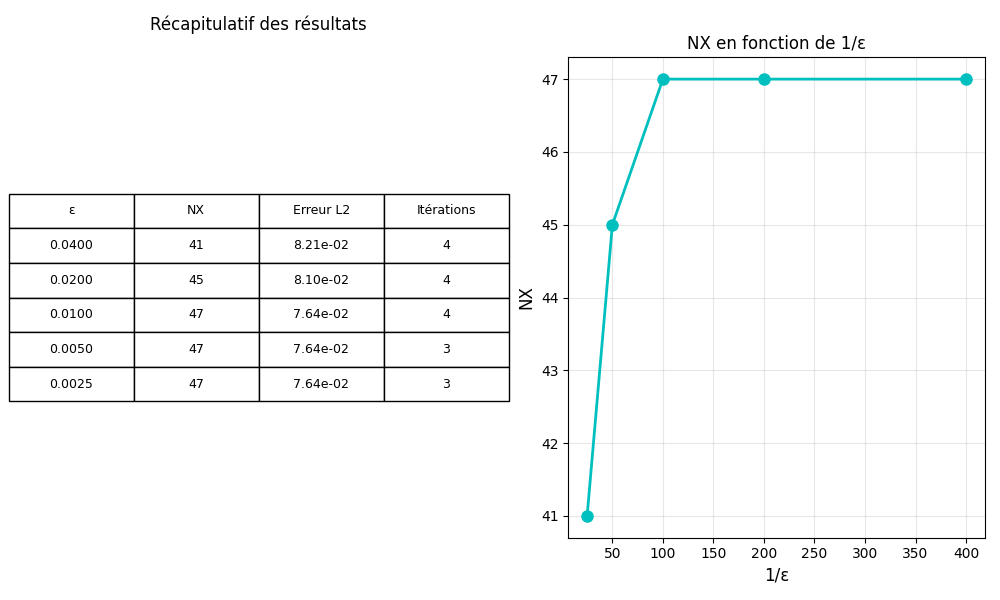 Récapitulatif des résultats
ε NX Erreur L2 Itérations
0.0400 41 8.21e-02 4
0.0200 45 8.10e-02 4
0.0100 47 7.64e-02 4
0.0050 47 7.64e-02 3
0.0025 47 7.64e-02 3
NX en fonction de 1/ε
NX
47
46
45
44
43
42
41
50 100 150 200 250 300 350 400
1/ε